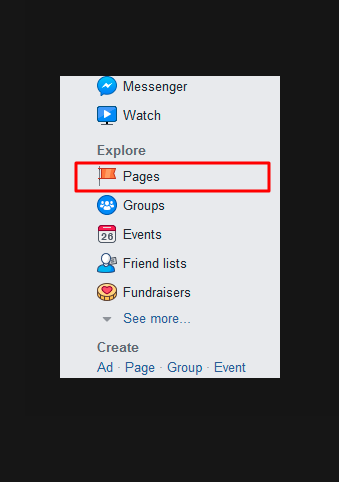 Messenger
Watch
Explore
Pages
Groups
26
Events
Friend lists
Fundraisers
See more...
Create
Ad · Page · Group · Event